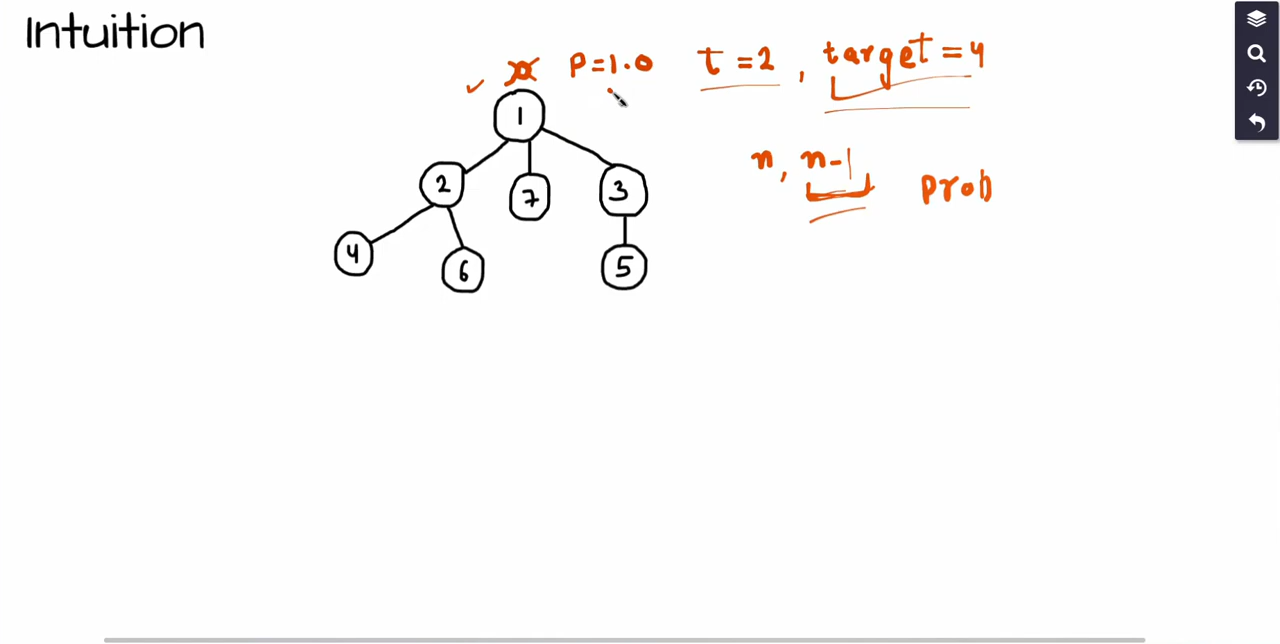 Intuition
P=1.0 t=2, target=4
1
n, n-1
prob
2 7 3
4 6 5